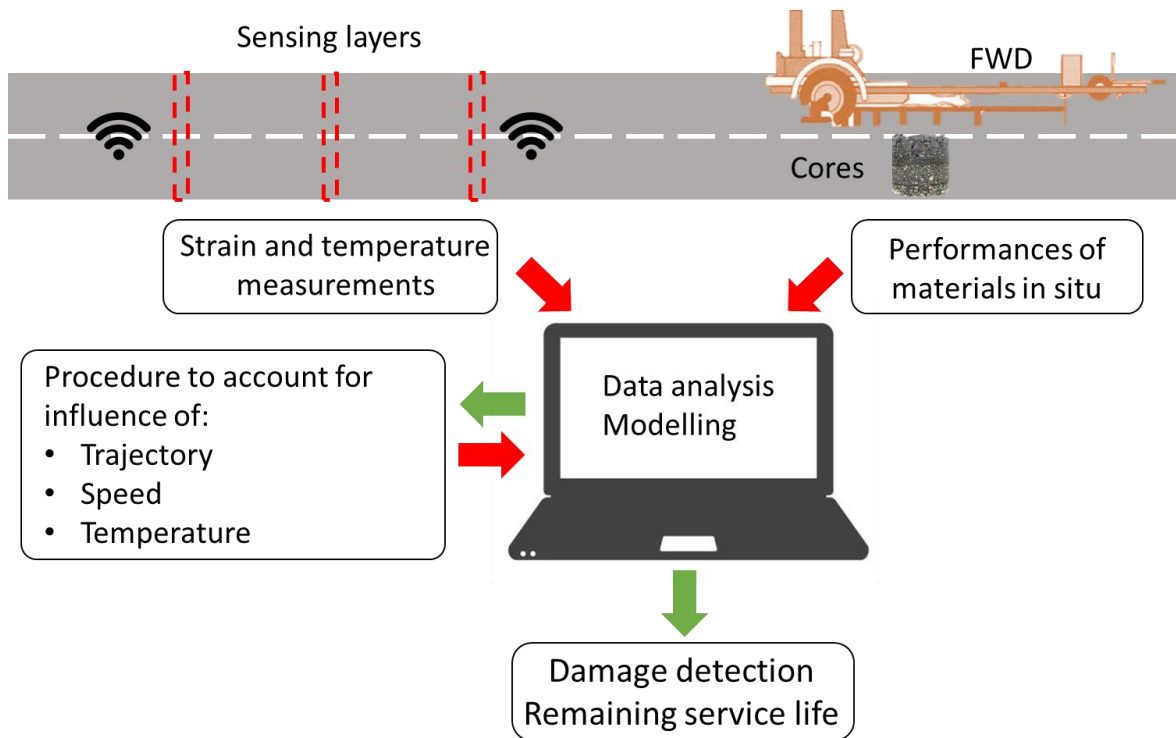 Sensing layers
FWD
Cores
Strain and temperature
measurements
Performances of
materials in situ
Procedure to account for
influence of:
• Trajectory
• Speed
• Temperature
Data analysis
Modelling
Damage detection
Remaining service life